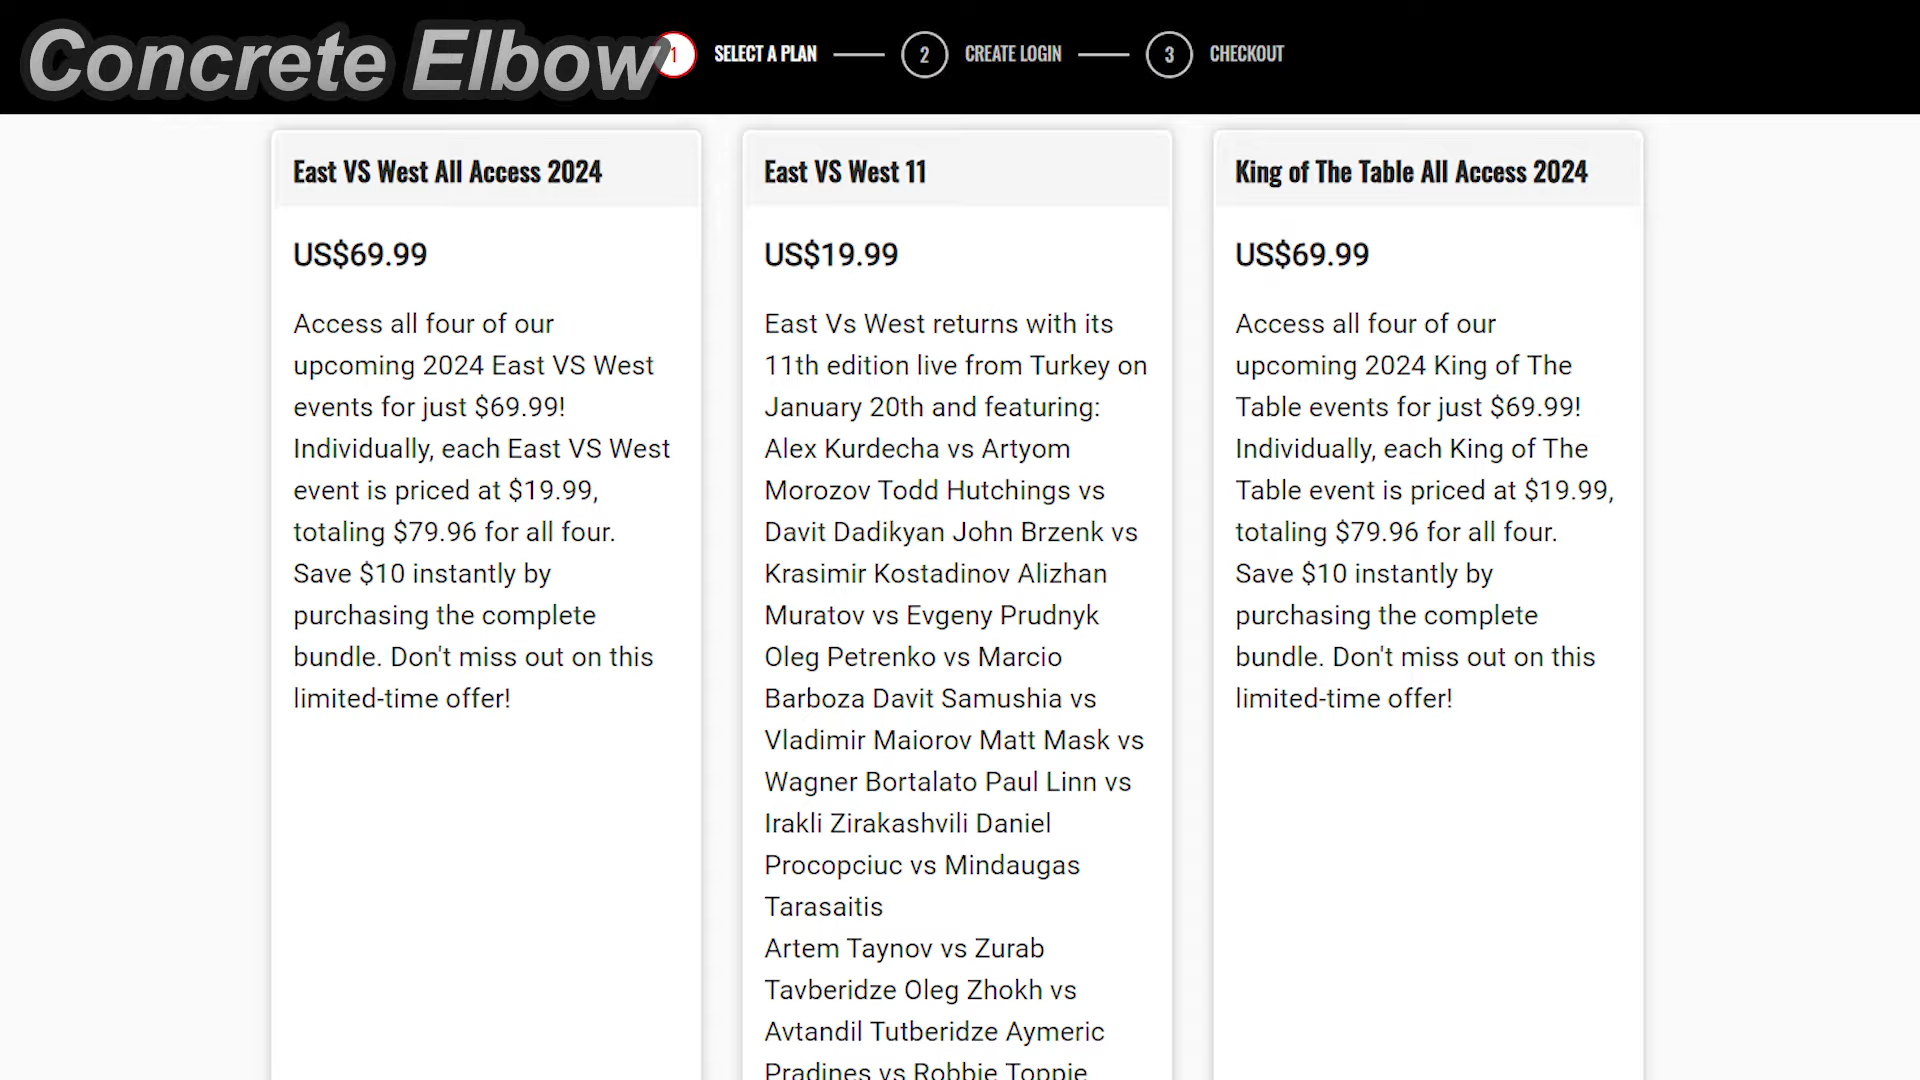 Concrete Elbow
1 SELECT A PLAN 2 CREATE LOGIN 3 CHECKOUT
East VS West All Access 2024
US$69.99
Access all four of our
upcoming 2024 East VS West
events for just $69.99!
Individually, each East VS West
event is priced at $19.99,
totaling $79.96 for all four.
Save $10 instantly by
purchasing the complete
bundle. Don't miss out on this
limited-time offer!
East VS West 11
US$19.99
East Vs West returns with its
11th edition live from Turkey on
January 20th and featuring:
Alex Kurdecha vs Artyom
Morozov Todd Hutchings vs
Davit Dadikyan John Brzenk vs
Krasimir Kostadinov Alizhan
Muratov vs Evgeny Prudnyk
Oleg Petrenko vs Marcio
Barboza Davit Samushia vs
Vladimir Maiorov Matt Mask vs
Wagner Bortalato Paul Linn vs
Irakli Zirakashvili Daniel
Procopciuc vs Mindaugas
Tarasaitis
Artem Taynov vs Zurab
Tavberidze Oleg Zhokh vs
Avtandil Tutberidze Aymeric
Pradines vs Robbie Toppie
King of The Table All Access 2024
US$69.99
Access all four of our
upcoming 2024 King of The
Table events for just $69.99!
Individually, each King of The
Table event is priced at $19.99,
totaling $79.96 for all four.
Save $10 instantly by
purchasing the complete
bundle. Don't miss out on this
limited-time offer!